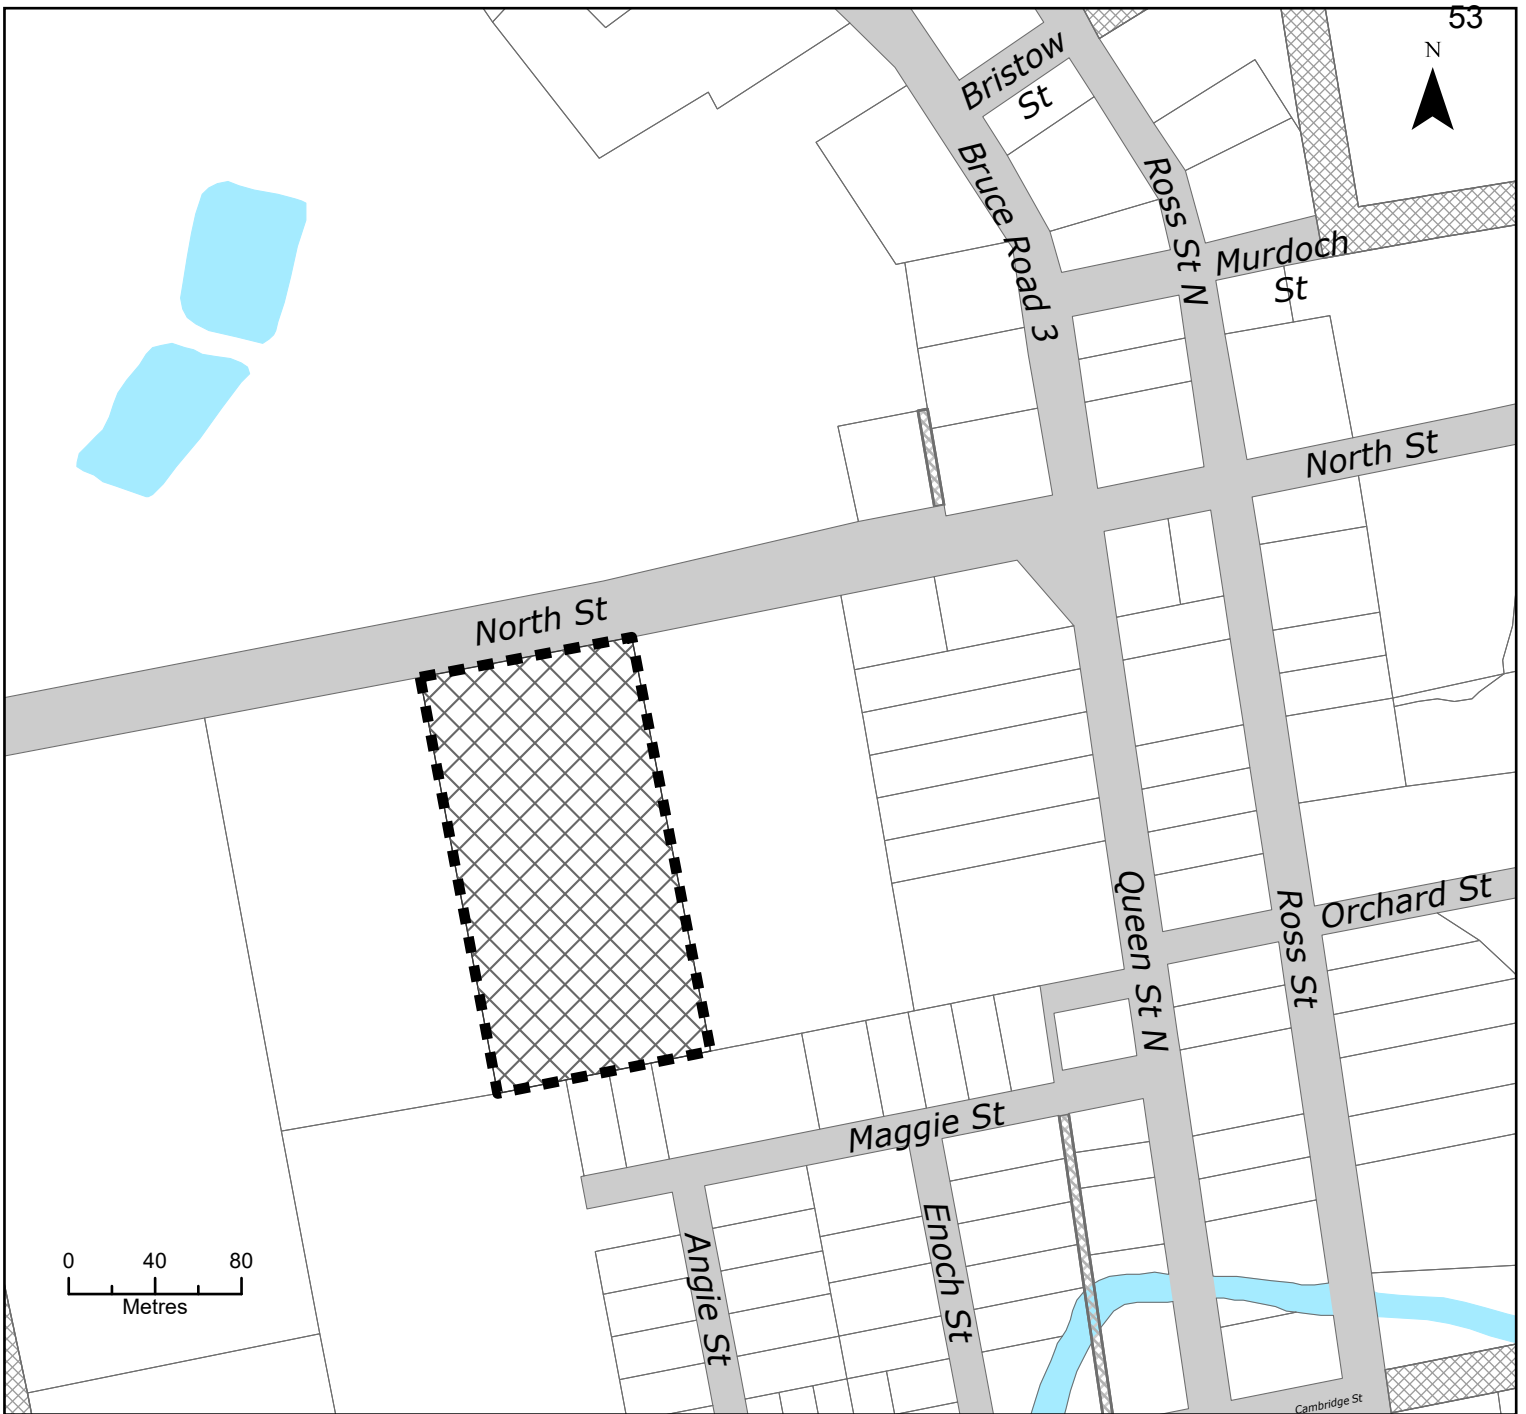 53
N
Bristow
St
Bruce Road 3
Ross St N
Murdoch
St
North St
North St
Queen St N
Ross St
Orchard St
Maggie St
Angie St
Enoch St
0 40 80
Metres
Cambridge St